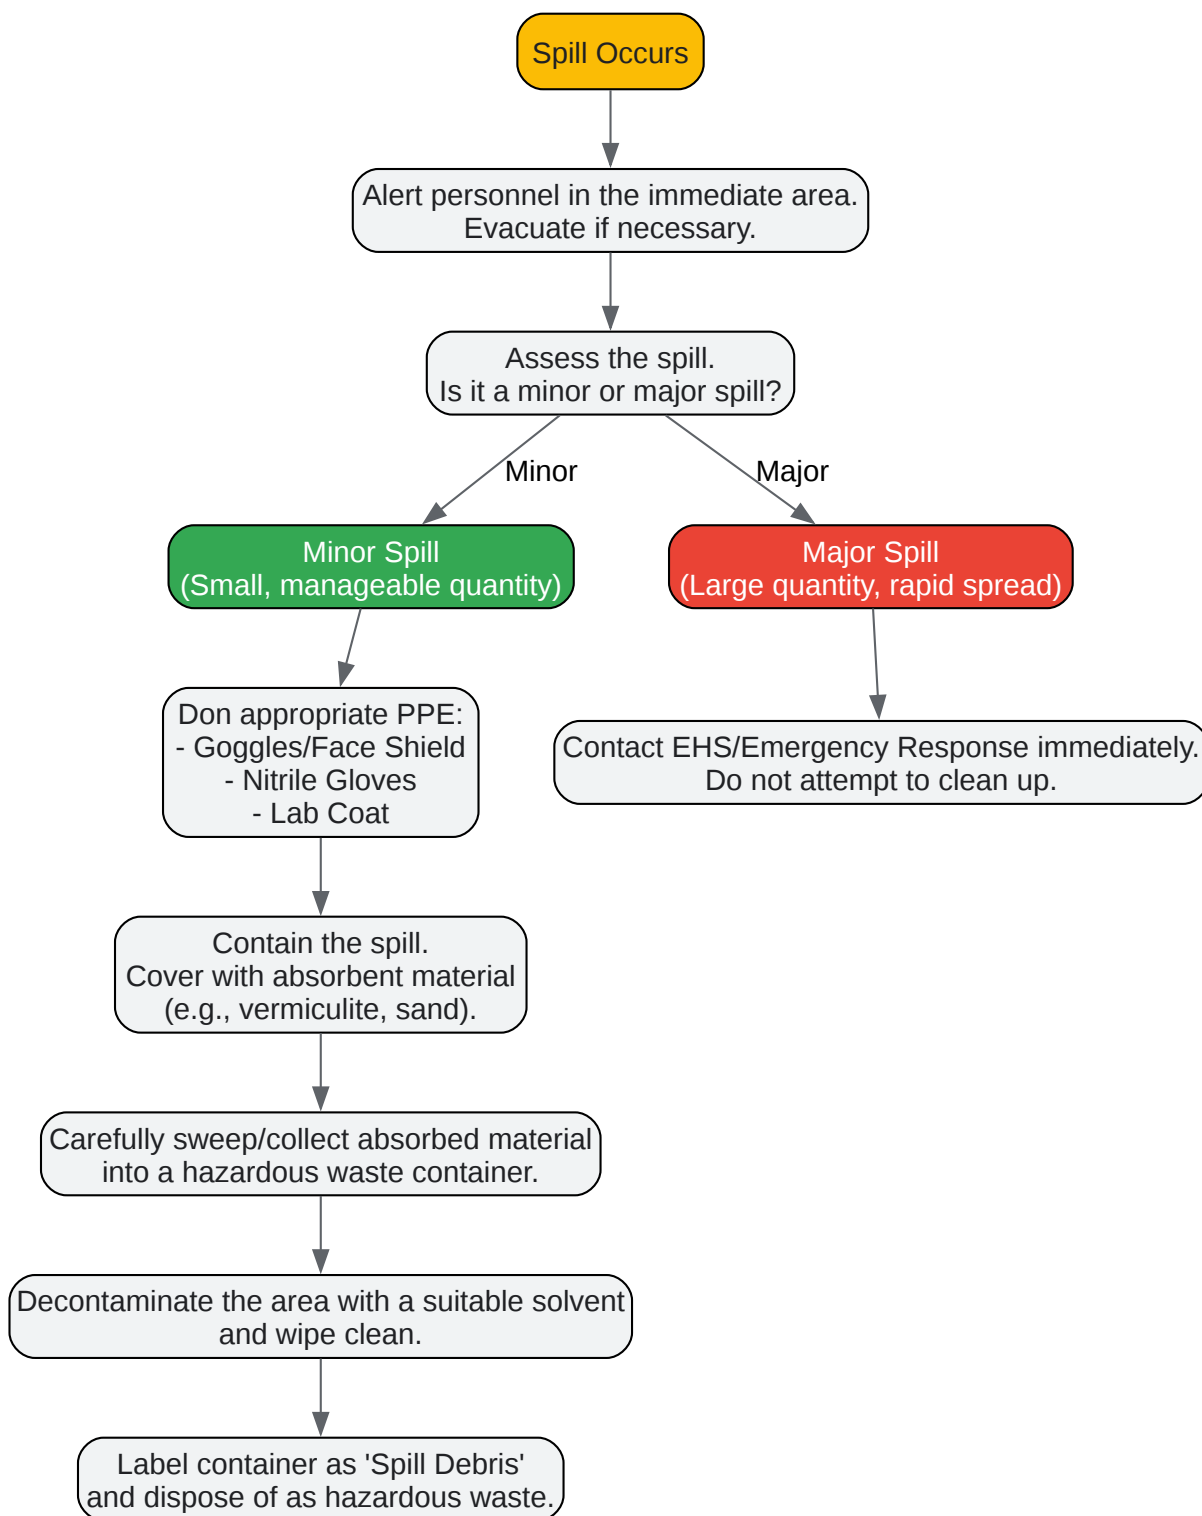 Spill Occurs
Alert personnel in the immediate area.
Evacuate if necessary.
Assess the spill.
Is it a minor or major spill?
Minor
Major
Minor Spill
(Small, manageable quantity)
Major Spill
(Large quantity, rapid spread)
Don appropriate PPE:
- Goggles/Face Shield
- Nitrile Gloves
- Lab Coat
Contact EHS/Emergency Response immediately.
Do not attempt to clean up.
Contain the spill.
Cover with absorbent material
(e.g., vermiculite, sand).
Carefully sweep/collect absorbed material
into a hazardous waste container.
Decontaminate the area with a suitable solvent
and wipe clean.
Label container as 'Spill Debris'
and dispose of as hazardous waste.